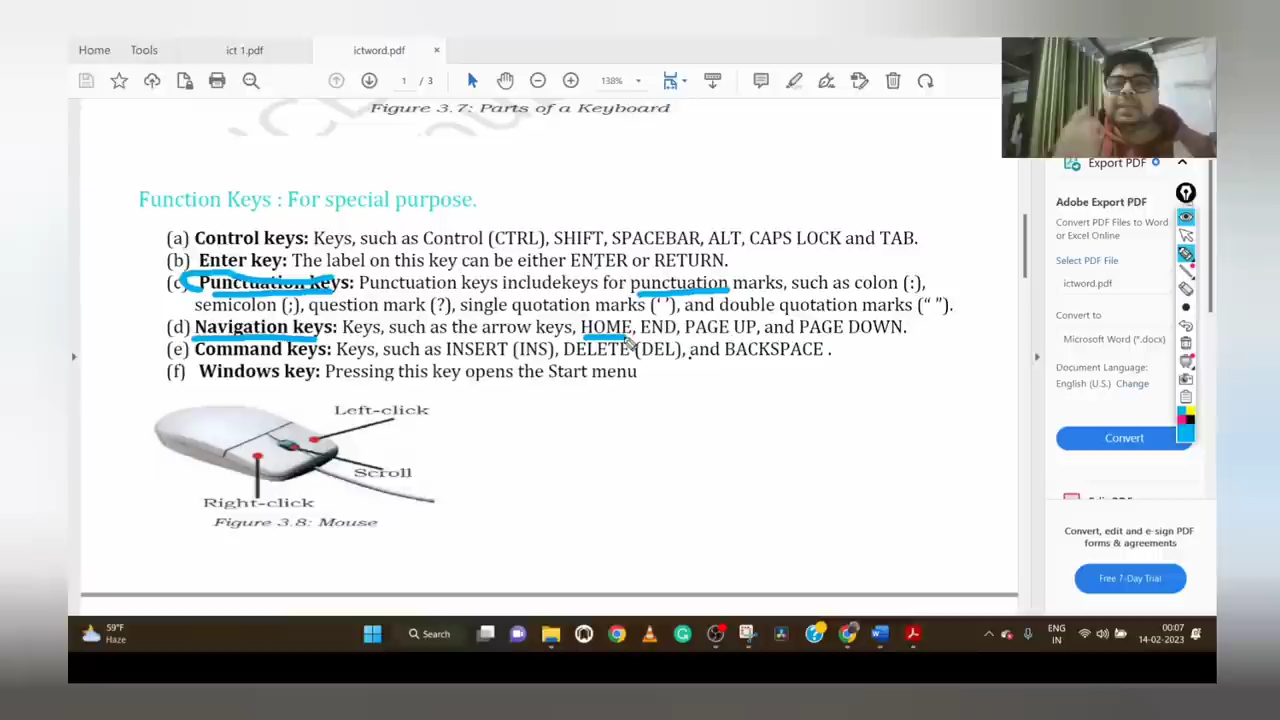 Home
Tools
ict 1.pdf
ictword.pdf
×
1 / 3
138%
Figure 3.7: Parts of a Keyboard
Function Keys : For special purpose.
(a) Control keys: Keys, such as Control (CTRL), SHIFT, SPACEBAR, ALT, CAPS LOCK and TAB.
(b) Enter key: The label on this key can be either ENTER or RETURN.
(c) Punctuation keys: Punctuation keys includekeys for punctuation marks, such as colon (:),
semicolon (;), question mark (?), single quotation marks (‘ ’), and double quotation marks (“ ”).
(d) Navigation keys: Keys, such as the arrow keys, HOME, END, PAGE UP, and PAGE DOWN.
(e) Command keys: Keys, such as INSERT (INS), DELETE (DEL), and BACKSPACE .
(f) Windows key: Pressing this key opens the Start menu
Left-click
Scroll
Right-click
Figure 3.8: Mouse
Export PDF
Adobe Export PDF
Convert PDF Files to Word
or Excel Online
Select PDF File
ictword.pdf
Convert to
Microsoft Word (*.docx)
Document Language:
English (U.S.) Change
Convert
Convert, edit and e-sign PDF
forms & agreements
Free 7-Day Trial
59°F
Haze
Search
ENG
IN
00:07
14-02-2023